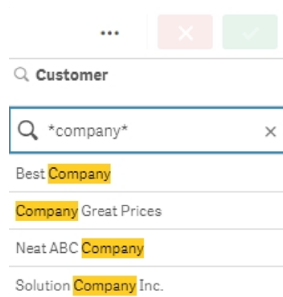 ...
Customer
*company*
Best Company
Company Great Prices
Neat ABC Company
Solution Company Inc.